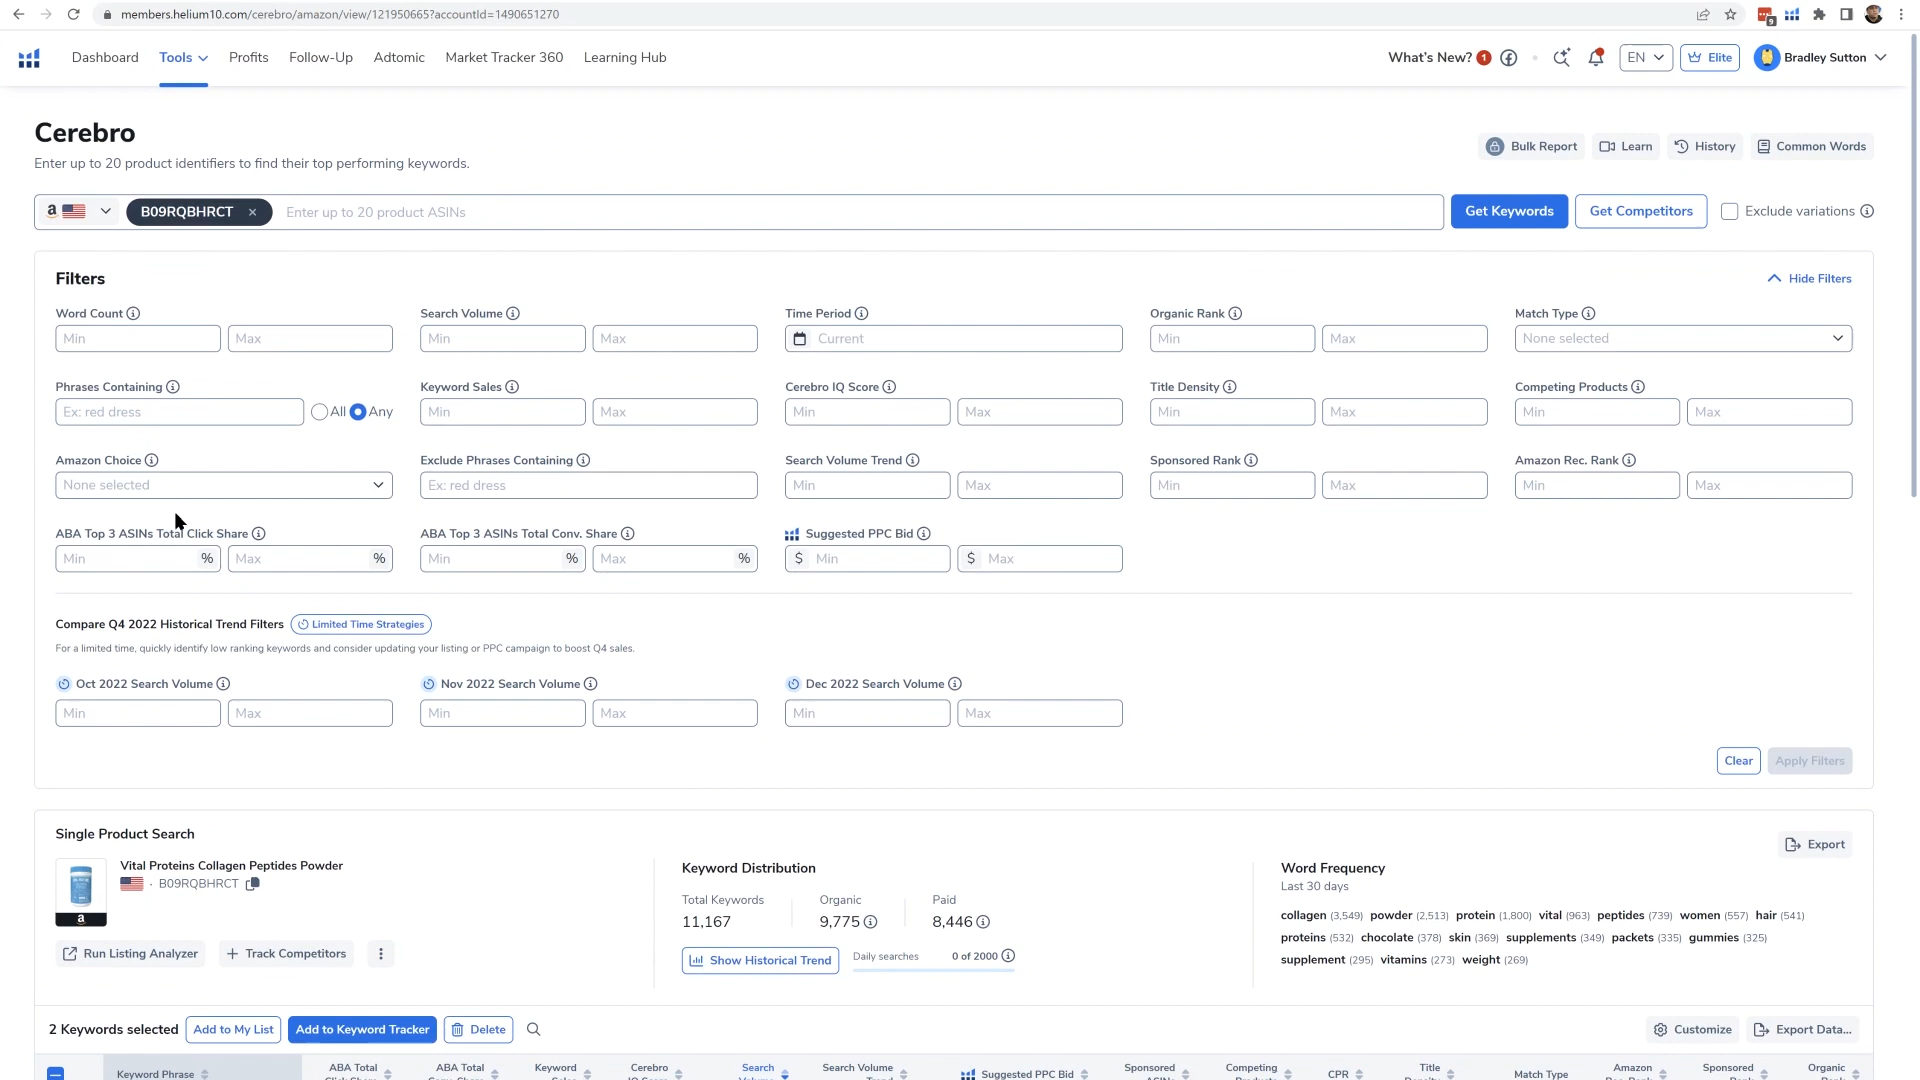 members.helium10.com/cerebro/amazon/view/121950665?accountId=1490651270
9
Dashboard Tools Profits Follow-Up Adtomic Market Tracker 360 Learning Hub What's New? 1 EN Elite Bradley Sutton
Cerebro
Enter up to 20 product identifiers to find their top performing keywords.
Bulk Report Learn History Common Words
a B09RQBHRCT × Enter up to 20 product ASINs Get Keywords Get Competitors Exclude variations
Filters
Hide Filters
Word Count Search Volume Time Period Organic Rank Match Type
Min Max Min Max Current Min Max None selected
Phrases Containing Keyword Sales Cerebro IQ Score Title Density Competing Products
Ex: red dress All Any Min Max Min Max Min Max Min Max
Amazon Choice Exclude Phrases Containing Search Volume Trend Sponsored Rank Amazon Rec. Rank
None selected Ex: red dress Min Max Min Max Min Max
ABA Top 3 ASINs Total Click Share ABA Top 3 ASINs Total Conv. Share Suggested PPC Bid
Min % Max % Min % Max % $ Min $ Max
Compare Q4 2022 Historical Trend Filters Limited Time Strategies
For a limited time, quickly identify low ranking keywords and consider updating your listing or PPC campaign to boost Q4 sales.
Oct 2022 Search Volume Nov 2022 Search Volume Dec 2022 Search Volume
Min Max Min Max Min Max
Clear Apply Filters
Single Product Search
Export
Vital Proteins Collagen Peptides Powder
· B09RQBHRCT
a
Run Listing Analyzer + Track Competitors
Keyword Distribution
Total Keywords Organic Paid
11,167 9,775 8,446
Show Historical Trend Daily searches 0 of 2000
Word Frequency
Last 30 days
collagen (3,549) powder (2,513) protein (1,800) vital (963) peptides (739) women (557) hair (541)
proteins (532) chocolate (378) skin (369) supplements (349) packets (335) gummies (325)
supplement (295) vitamins (273) weight (269)
2 Keywords selected Add to My List Add to Keyword Tracker Delete Customize Export Data...
Keyword Phrase ABA Total ABA Total Keyword Cerebro Search Search Volume Suggested PPC Bid Sponsored Competing CPR Title Match Type Amazon Sponsored Organic